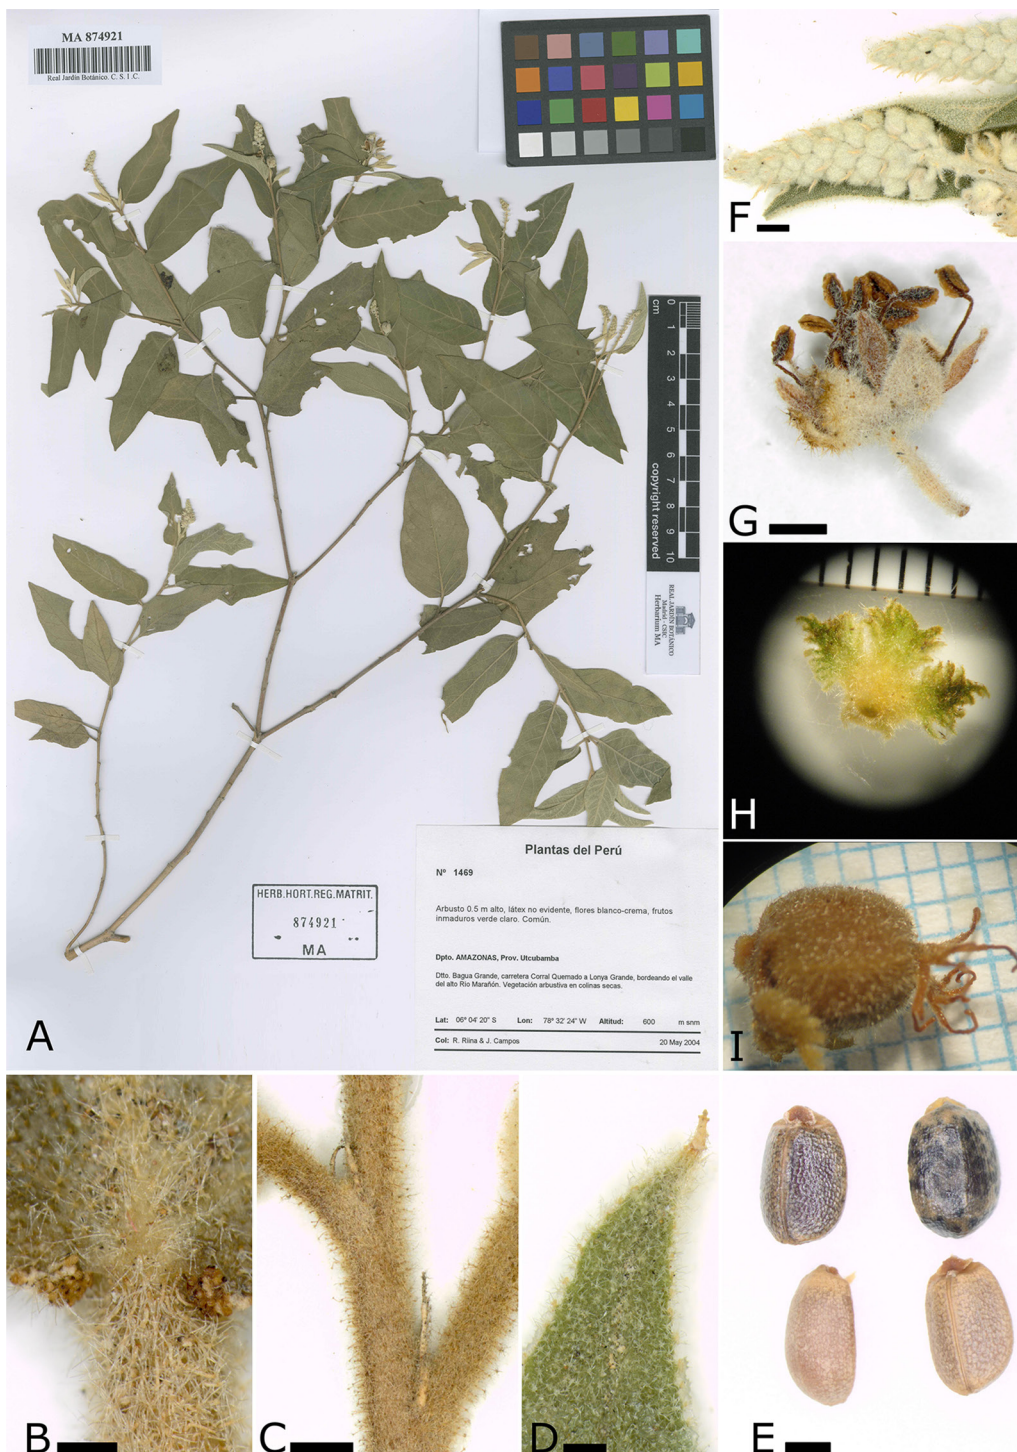 MA 874921
Real Jardín Botánico. C. S. I. C.
F
cm
0 1 2 3 4 5 6 7 8 9 10
copyright reserved
G
REAL JARDÍN BOTÁNICO
Madrid - CSIC
Herbarium MA
H
Plantas del Perú
Nº 1469
Arbusto 0.5 m alto, látex no evidente, flores blanco-crema, frutos
inmaduros verde claro. Común.
Dpto. AMAZONAS, Prov. Utcubamba
Dtto. Bagua Grande, carretera Corral Quemado a Lonya Grande, bordeando el valle
del alto Río Marañón. Vegetación arbustiva en colinas secas.
Lat: 06º 04' 20'' S Lon: 78º 32' 24'' W Altitud: 600 m snm
Col: R. Riina & J. Campos 20 May 2004
HERB.HORT.REG.MATRIT.
874921
MA
A
I
B
C
D
E